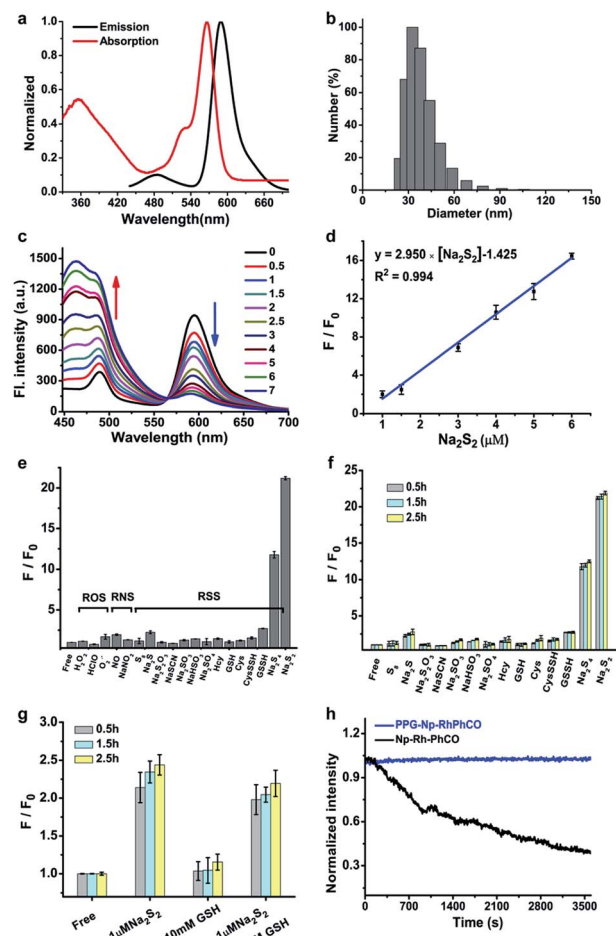 a
Emission
Absorption
Normalized
1.0
0.8
0.6
0.4
0.2
0.0
360 420 480 540 600 660
Wavelength(nm)
b
Number (%)
100
75
50
25
0
0 30 60 90 120 150
Diameter (nm)
c
Fl. intensity (a.u.)
1500
1200
900
600
300
0
0
0.5
1
1.5
2
2.5
3
4
5
6
7
450 500 550 600 650 700
Wavelength (nm)
d
y = 2.950 × [Na₂S₂]-1.425
R² = 0.994
F / F₀
16
12
8
4
0
1 2 3 4 5 6
Na₂S₂ (μM)
e
F / F₀
20
15
10
5
ROS RNS RSS
Free
H₂O₂
HClO
NO
NaNO₂
S₈
Na₂S
Na₂S₂O₃
NaSCN
Na₂SO₃
NaHSO₃
Na₂SO₄
Hcy
GSH
Cys
CysSSH
GSSH
Na₂S₄
Na₂S₂
f
0.5h
1.5h
2.5h
F / F₀
25
20
15
10
5
Free
S₈
Na₂S
Na₂S₂O₃
NaSCN
Na₂SO₃
NaHSO₃
Na₂SO₄
Hcy
GSH
Cys
CysSSH
GSSH
Na₂S₄
Na₂S₂
g
0.5h
1.5h
2.5h
F / F₀
3.0
2.5
2.0
1.5
1.0
Free
1uMNa₂S₂
10mM GSH
1uMNa₂S₂
M GSH
h
PPG-Np-RhPhCO
Np-Rh-PhCO
Normalized intensity
1.2
0.9
0.6
0.3
0 700 1400 2100 2800 3500
Time (s)